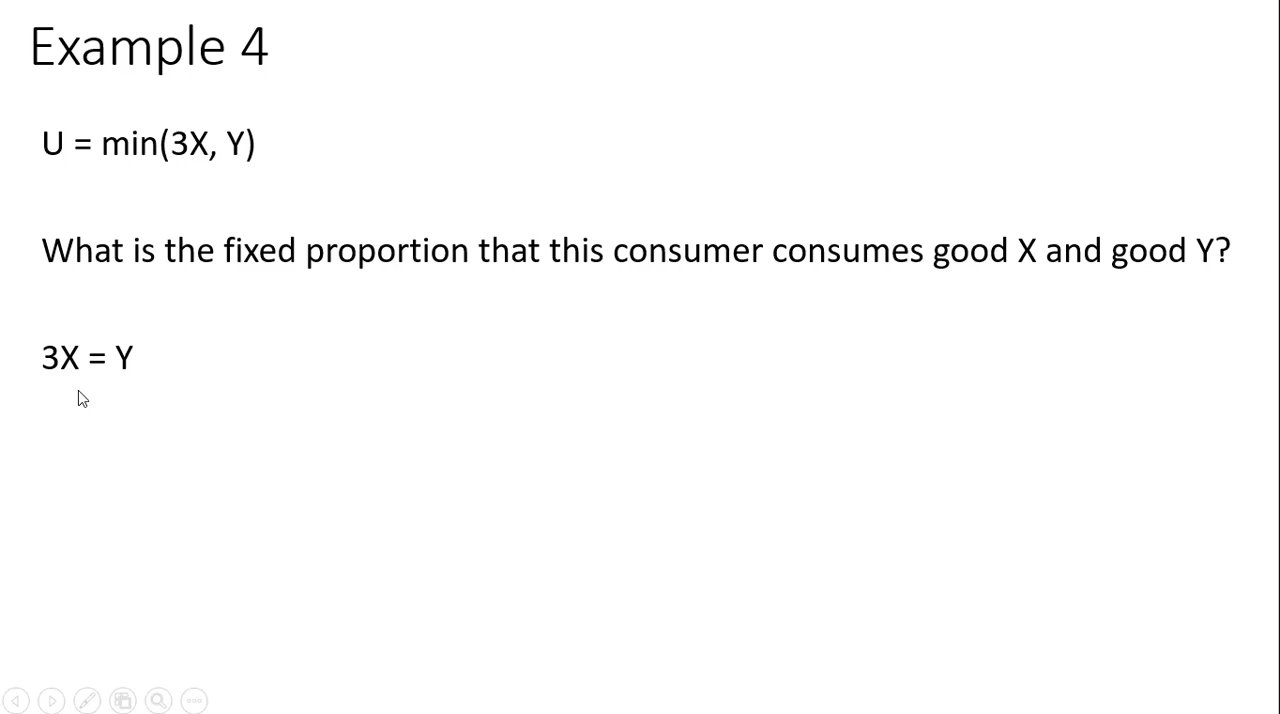 Example 4
U = min(3X, Y)
What is the fixed proportion that this consumer consumes good X and good Y?
3X = Y